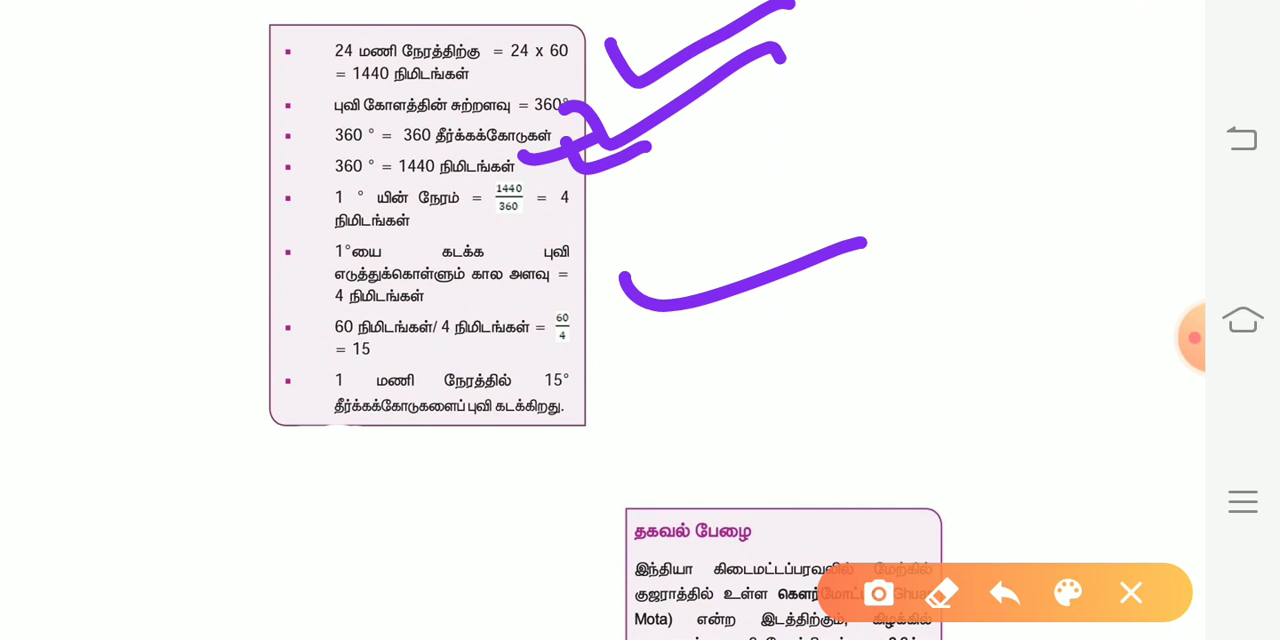 24 மணி நேரத்திற்கு = 24 x 60
= 1440 நிமிடங்கள்
புவி கோளத்தின் சுற்றளவு = 360°
360 ° = 360 தீர்க்கக்கோடுகள்
360 ° = 1440 நிமிடங்கள்
1 ° யின் நேரம் = 1440/360 = 4
நிமிடங்கள்
1°யை கடக்க புவி
எடுத்துக்கொள்ளும் கால அளவு =
4 நிமிடங்கள்
60 நிமிடங்கள்/ 4 நிமிடங்கள் = 60/4
= 15
1 மணி நேரத்தில் 15°
தீர்க்கக்கோடுகளைப் புவி கடக்கிறது.
தகவல் பேழை
இந்தியா கிடைமட்டப்பரவலில் மேற்கில்
குஜராத்தில் உள்ள
Mota) என்ற இடத்திற்கும், கிழக்கில்